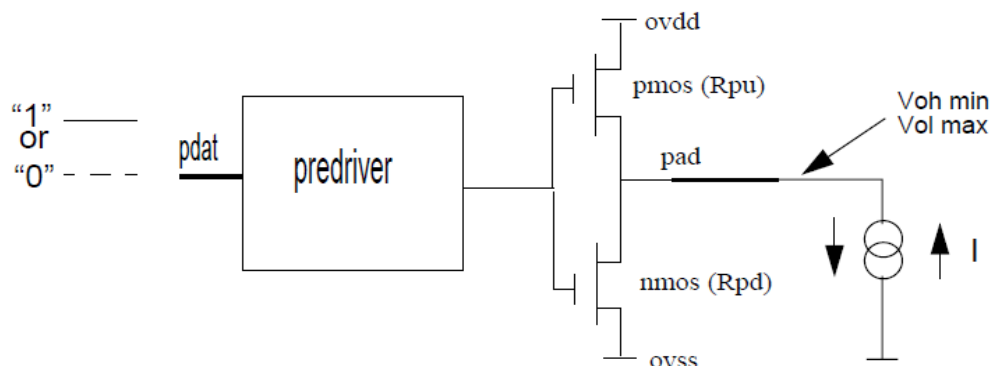 ovdd
pmos (Rpu)
Voh min
Vol max
“1”
or
“0”
pdat
predriver
pad
nmos (Rpd)
I
ovss